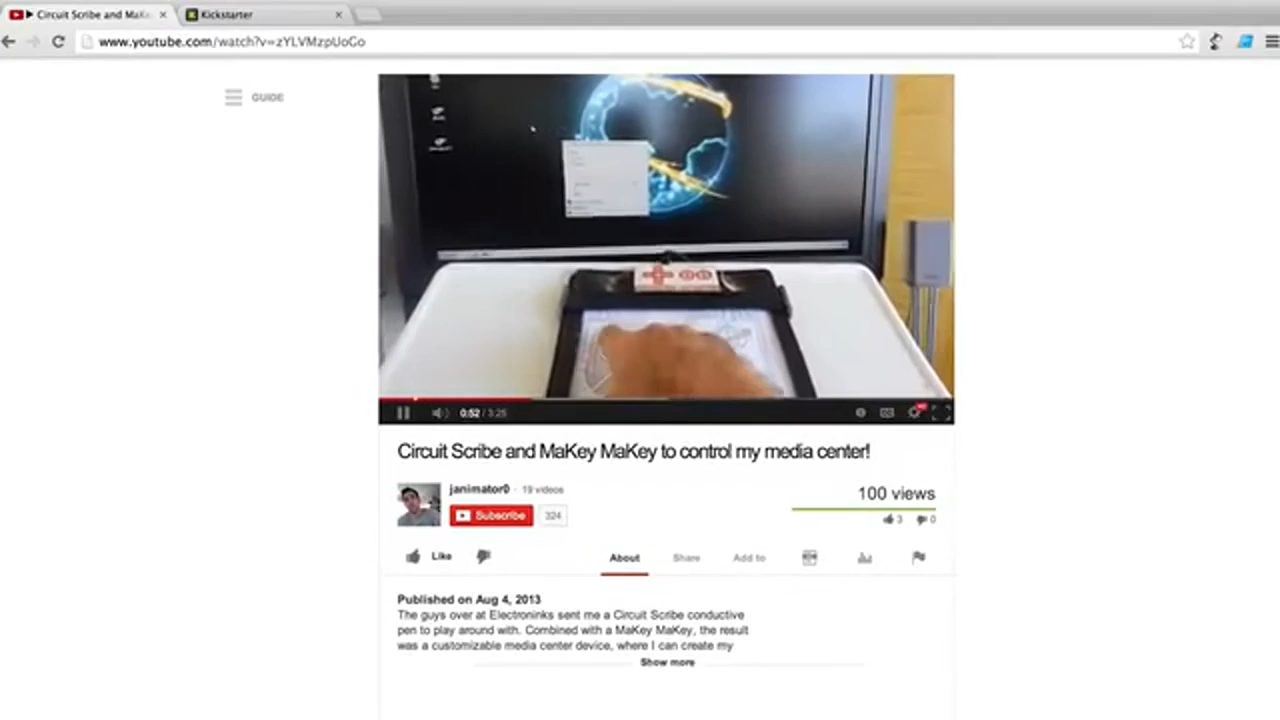 Circuit Scribe and MaKe
Kickstarter
www.youtube.com/watch?v=zYLVMzpUoGo
GUIDE
0:52 / 3:25
Circuit Scribe and MaKey MaKey to control my media center!
janimator0 · 19 videos
100 views
Subscribe 324
3 0
Like
About Share Add to
Published on Aug 4, 2013
The guys over at Electroninks sent me a Circuit Scribe conductive
pen to play around with. Combined with a MaKey MaKey, the result
was a customizable media center device, where I can create my
Show more